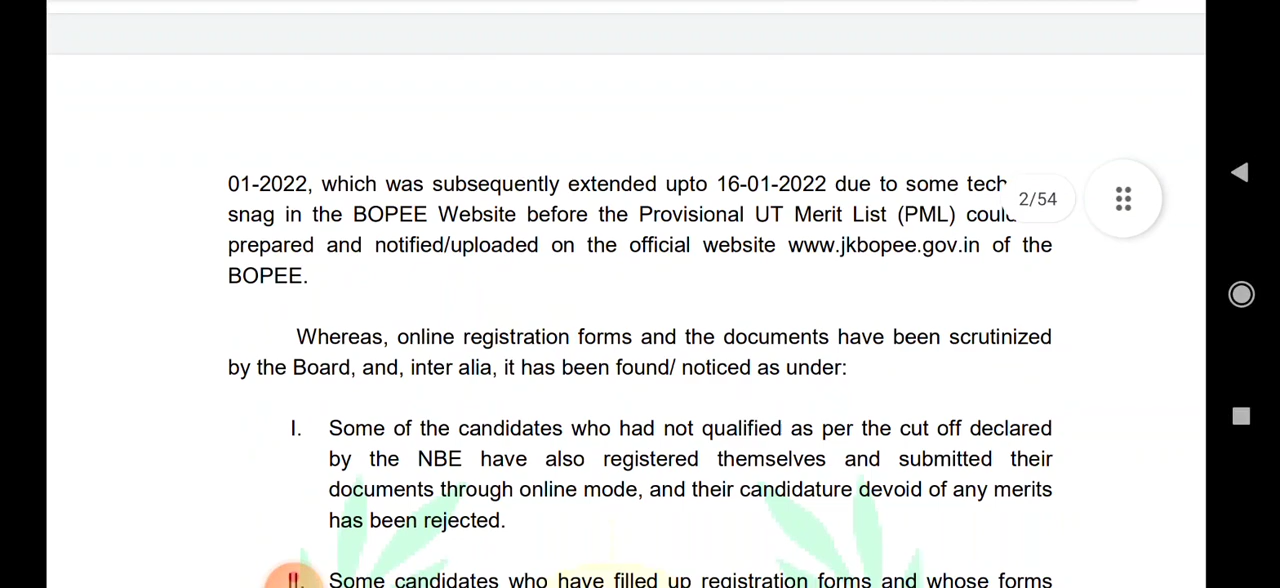 01-2022, which was subsequently extended upto 16-01-2022 due to some tech
2/54
snag in the BOPEE Website before the Provisional UT Merit List (PML)
prepared and notified/uploaded on the official website www.jkbopee.gov.in of the
BOPEE.
Whereas, online registration forms and the documents have been scrutinized
by the Board, and, inter alia, it has been found/ noticed as under:
I. Some of the candidates who had not qualified as per the cut off declared
by the NBE have also registered themselves and submitted their
documents through online mode, and their candidature devoid of any merits
has been rejected.
II. Some candidates who have filled up registration forms and whose forms